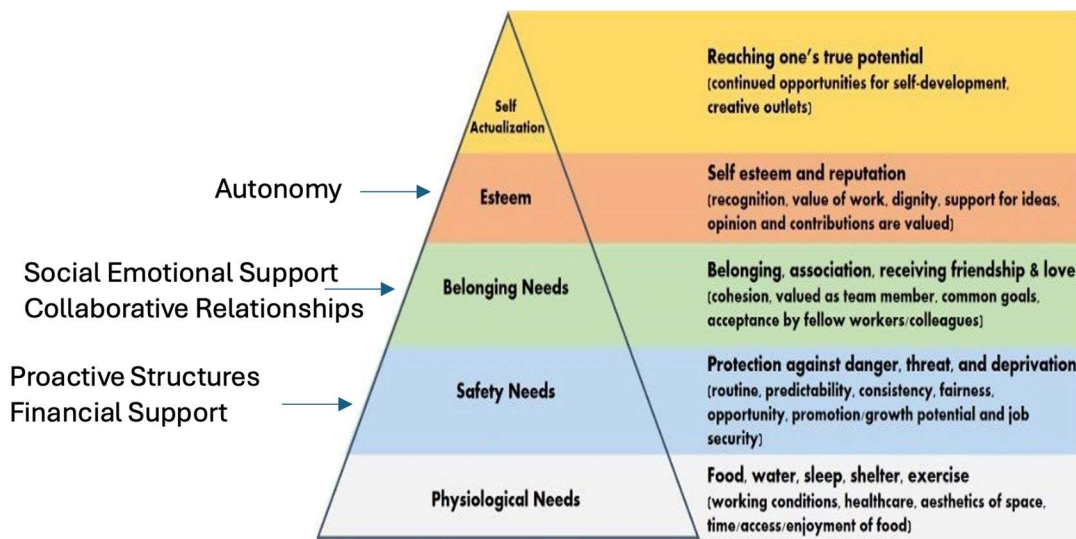 Self
Actualization
Reaching one's true potential
(continued opportunities for self-development,
creative outlets)
Autonomy
Esteem
Self esteem and reputation
(recognition, value of work, dignity, support for ideas,
opinion and contributions are valued)
Social Emotional Support
Collaborative Relationships
Belonging Needs
Belonging, association, receiving friendship & love
(cohesion, valued as team member, common goals,
acceptance by fellow workers/colleagues)
Proactive Structures
Financial Support
Safety Needs
Protection against danger, threat, and deprivation
(routine, predictability, consistency, fairness,
opportunity, promotion/growth potential and job
security)
Physiological Needs
Food, water, sleep, shelter, exercise
(working conditions, healthcare, aesthetics of space,
time/access/enjoyment of food)